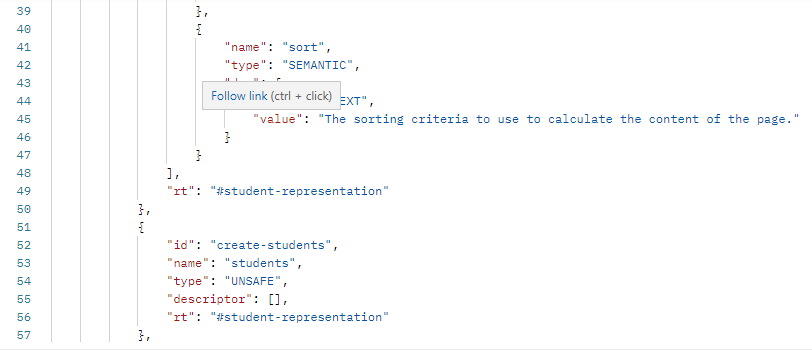 39 },
40 {
41 "name": "sort",
42 "type": "SEMANTIC",
43
Follow link (ctrl + click)
44 EXT",
45 "value": "The sorting criteria to use to calculate the content of the page."
46 }
47 }
48 ],
49 "rt": "#student-representation"
50 },
51 {
52 "id": "create-students",
53 "name": "students",
54 "type": "UNSAFE",
55 "descriptor": [],
56 "rt": "#student-representation"
57 },